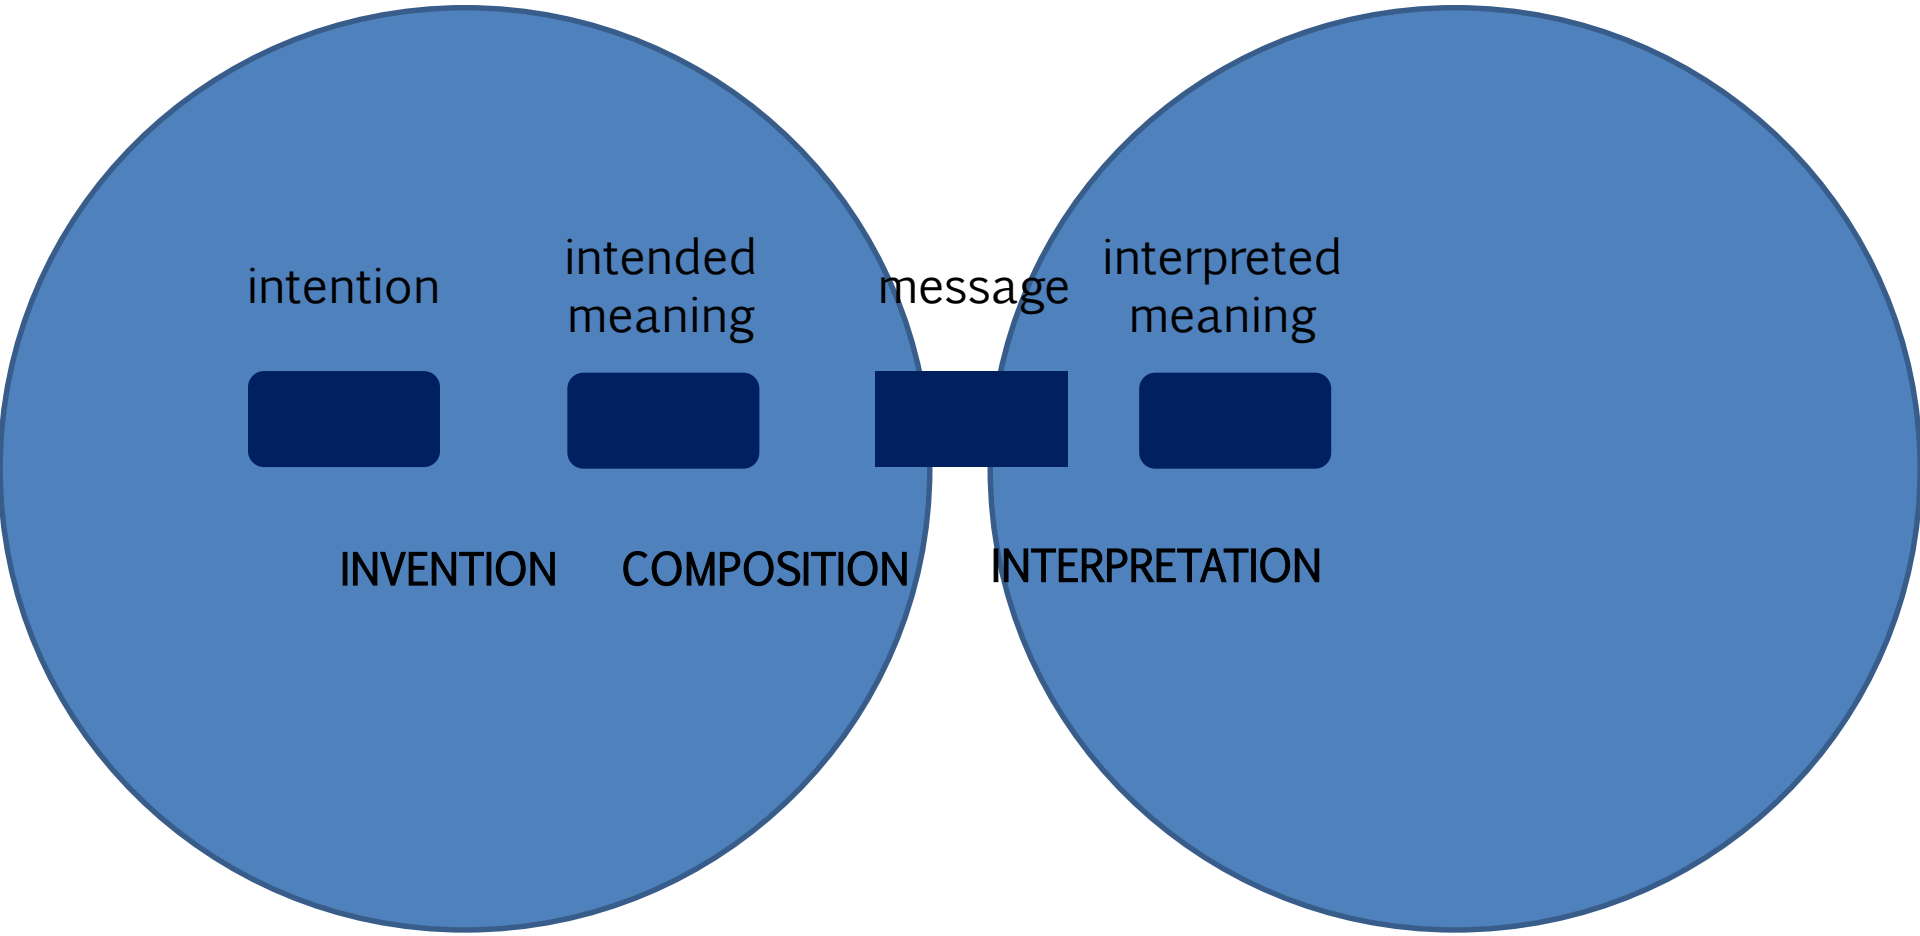 intention
intended
meaning
message
interpreted
meaning
INVENTION
COMPOSITION
INTERPRETATION